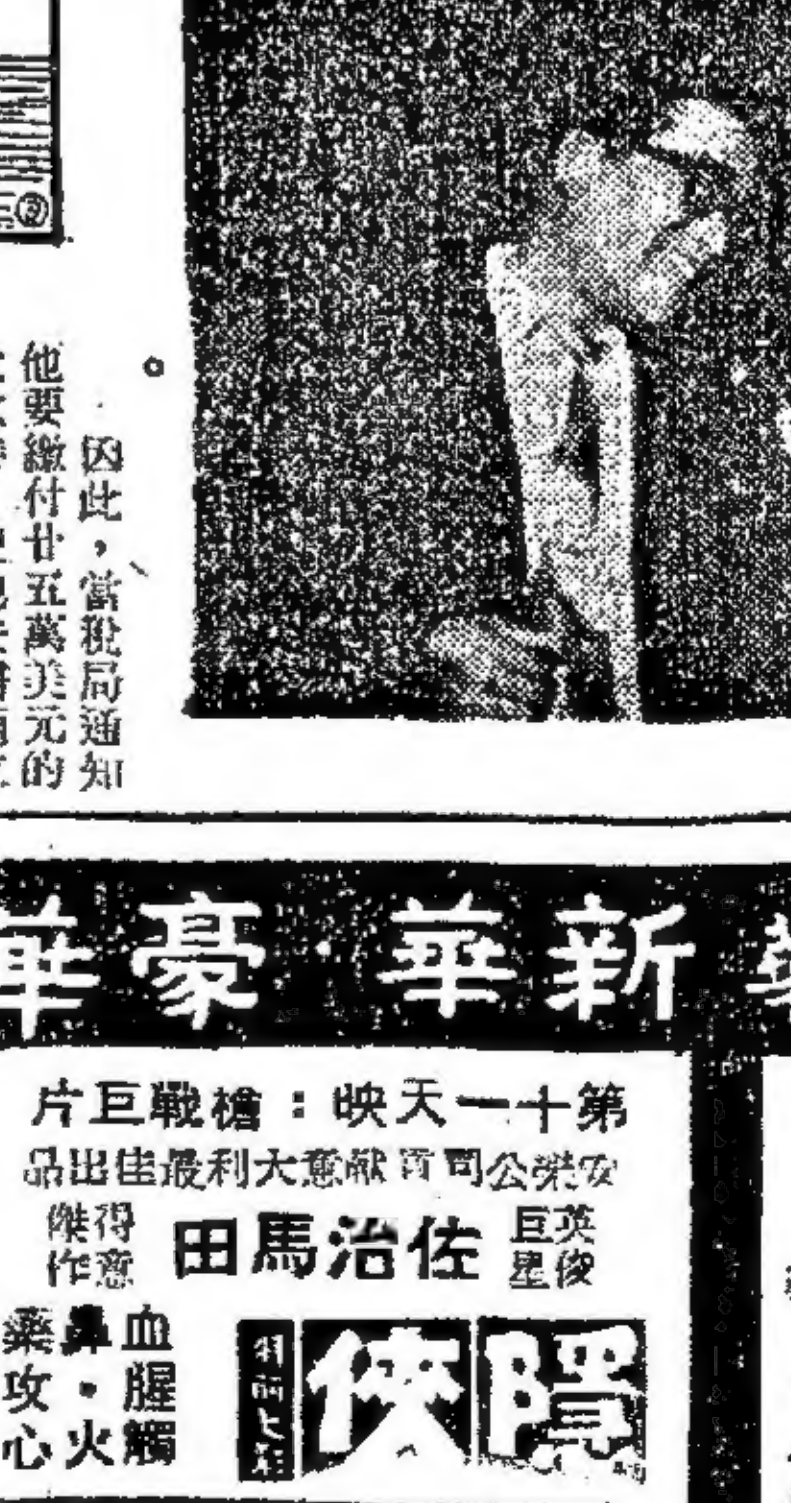 因此，當稅局通知
他要繳付廿五萬美元的
新華·豪華
第十一天映：槍戰巨片
安樂公司貢獻意大利最佳出品
英俊
巨星
佐治馬田
得意
傑作
隱俠
血腥觸
鼻·火
藥攻心